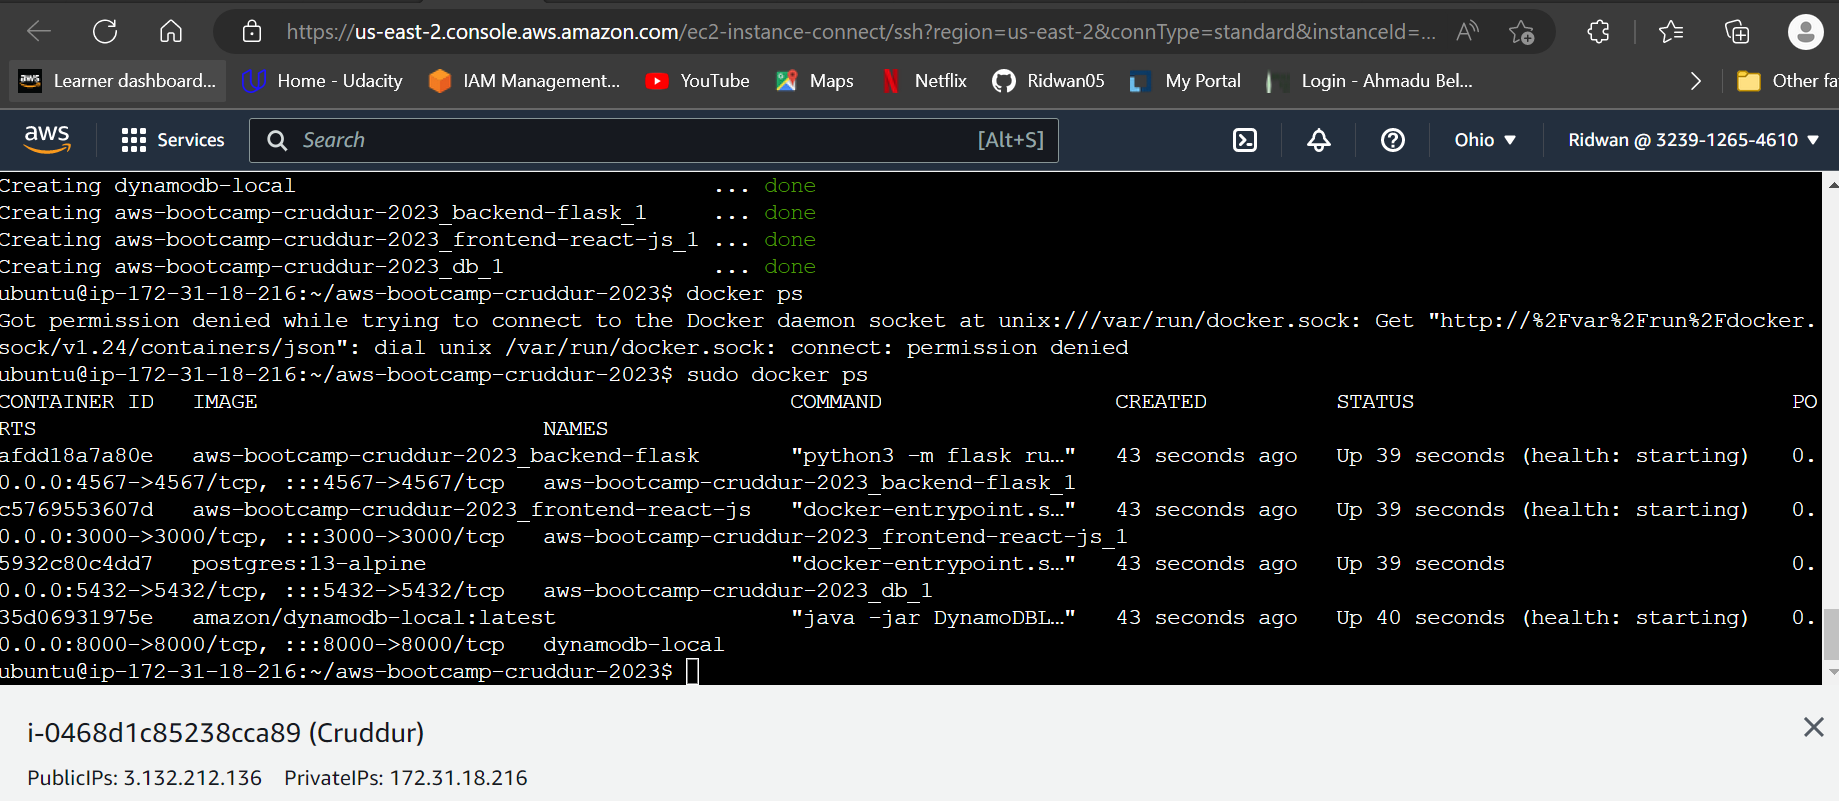 https://us-east-2.console.aws.amazon.com/ec2-instance-connect/ssh?region=us-east-2&connType=standard&instanceId=...
aws Learner dashboard... Home - Udacity IAM Management... YouTube Maps Netflix Ridwan05 My Portal Login - Ahmadu Bel... Other fa
aws Services Search [Alt+S] Ohio Ridwan @ 3239-1265-4610
Creating dynamodb-local ... done
Creating aws-bootcamp-cruddur-2023_backend-flask_1 ... done
Creating aws-bootcamp-cruddur-2023_frontend-react-js_1 ... done
Creating aws-bootcamp-cruddur-2023_db_1 ... done
ubuntu@ip-172-31-18-216:~/aws-bootcamp-cruddur-2023$ docker ps
Got permission denied while trying to connect to the Docker daemon socket at unix:///var/run/docker.sock: Get "http://%2Fvar%2Frun%2Fdocker.
sock/v1.24/containers/json": dial unix /var/run/docker.sock: connect: permission denied
ubuntu@ip-172-31-18-216:~/aws-bootcamp-cruddur-2023$ sudo docker ps
CONTAINER ID IMAGE COMMAND CREATED STATUS PO
RTS NAMES
afdd18a7a80e aws-bootcamp-cruddur-2023_backend-flask "python3 -m flask ru…" 43 seconds ago Up 39 seconds (health: starting) 0.
0.0.0:4567->4567/tcp, :::4567->4567/tcp aws-bootcamp-cruddur-2023_backend-flask_1
c5769553607d aws-bootcamp-cruddur-2023_frontend-react-js "docker-entrypoint.s…" 43 seconds ago Up 39 seconds (health: starting) 0.
0.0.0:3000->3000/tcp, :::3000->3000/tcp aws-bootcamp-cruddur-2023_frontend-react-js_1
5932c80c4dd7 postgres:13-alpine "docker-entrypoint.s…" 43 seconds ago Up 39 seconds 0.
0.0.0:5432->5432/tcp, :::5432->5432/tcp aws-bootcamp-cruddur-2023_db_1
35d06931975e amazon/dynamodb-local:latest "java -jar DynamoDBL…" 43 seconds ago Up 40 seconds (health: starting) 0.
0.0.0:8000->8000/tcp, :::8000->8000/tcp dynamodb-local
ubuntu@ip-172-31-18-216:~/aws-bootcamp-cruddur-2023$
i-0468d1c85238cca89 (Cruddur)
PublicIPs: 3.132.212.136 PrivateIPs: 172.31.18.216